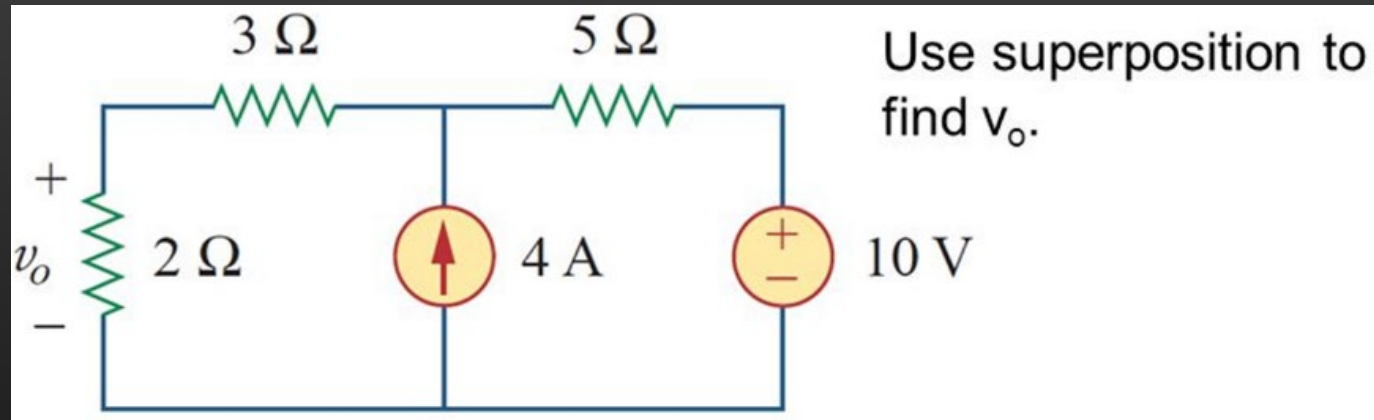 3 Ω
5 Ω
Use superposition to
find vₒ.
+
vₒ
−
2 Ω
4 A
+
−
10 V